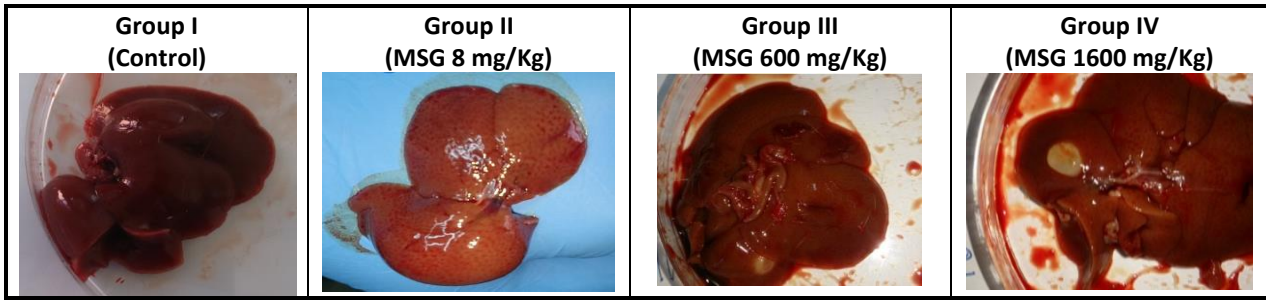 Group I
(Control)
Group II
(MSG 8 mg/Kg)
Group III
(MSG 600 mg/Kg)
Group IV
(MSG 1600 mg/Kg)